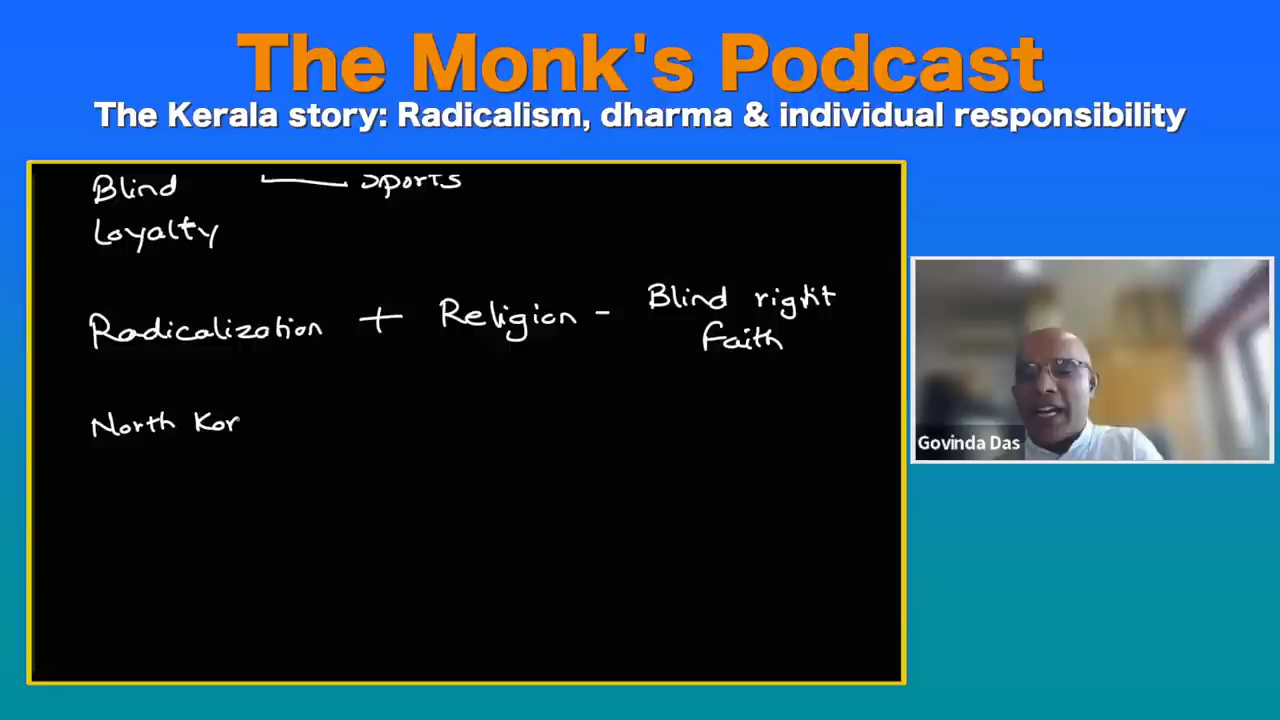 The Monk's Podcast
The Kerala story: Radicalism, dharma & individual responsibility
Blind sports
Loyalty
Radicalization + Religion - Blind right
Faith
North Kor
Govinda Das